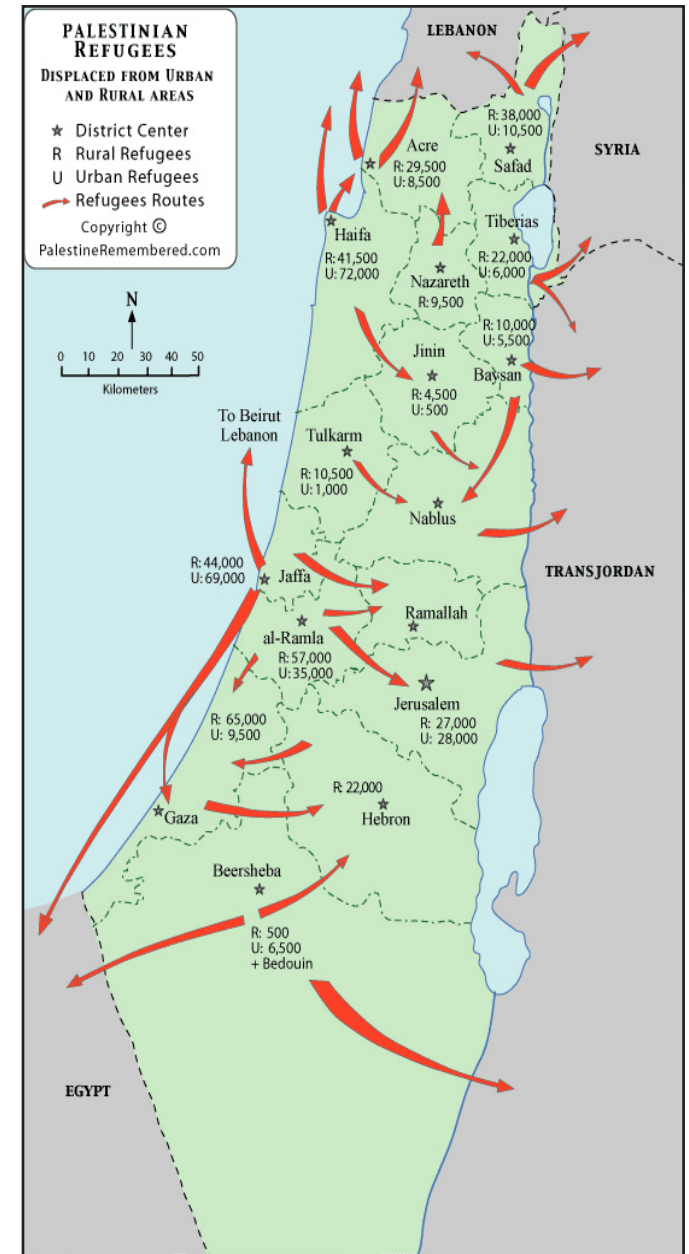 PALESTINIAN
REFUGEES
DISPLACED FROM URBAN
AND RURAL AREAS
District Center
R Rural Refugees
U Urban Refugees
Refugees Routes
Copyright ©
PalestineRemembered.com
N
0 10 20 30 40 50
Kilometers
LEBANON
SYRIA
R: 38,000
U: 10,500
Safad
Acre
R: 29,500
U: 8,500
Haifa
R: 41,500
U: 72,000
Tiberias
R: 22,000
U: 6,000
Nazareth
R: 9,500
R: 10,000
U: 5,500
Baysan
Jinin
R: 4,500
U: 500
To Beirut
Lebanon
Tulkarm
R: 10,500
U: 1,000
Nablus
R: 44,000
U: 69,000
Jaffa
TRANSJORDAN
Ramallah
al-Ramla
R: 57,000
U: 35,000
Jerusalem
R: 27,000
U: 28,000
R: 65,000
U: 9,500
Gaza
R: 22,000
Hebron
Beersheba
R: 500
U: 6,500
+ Bedouin
EGYPT